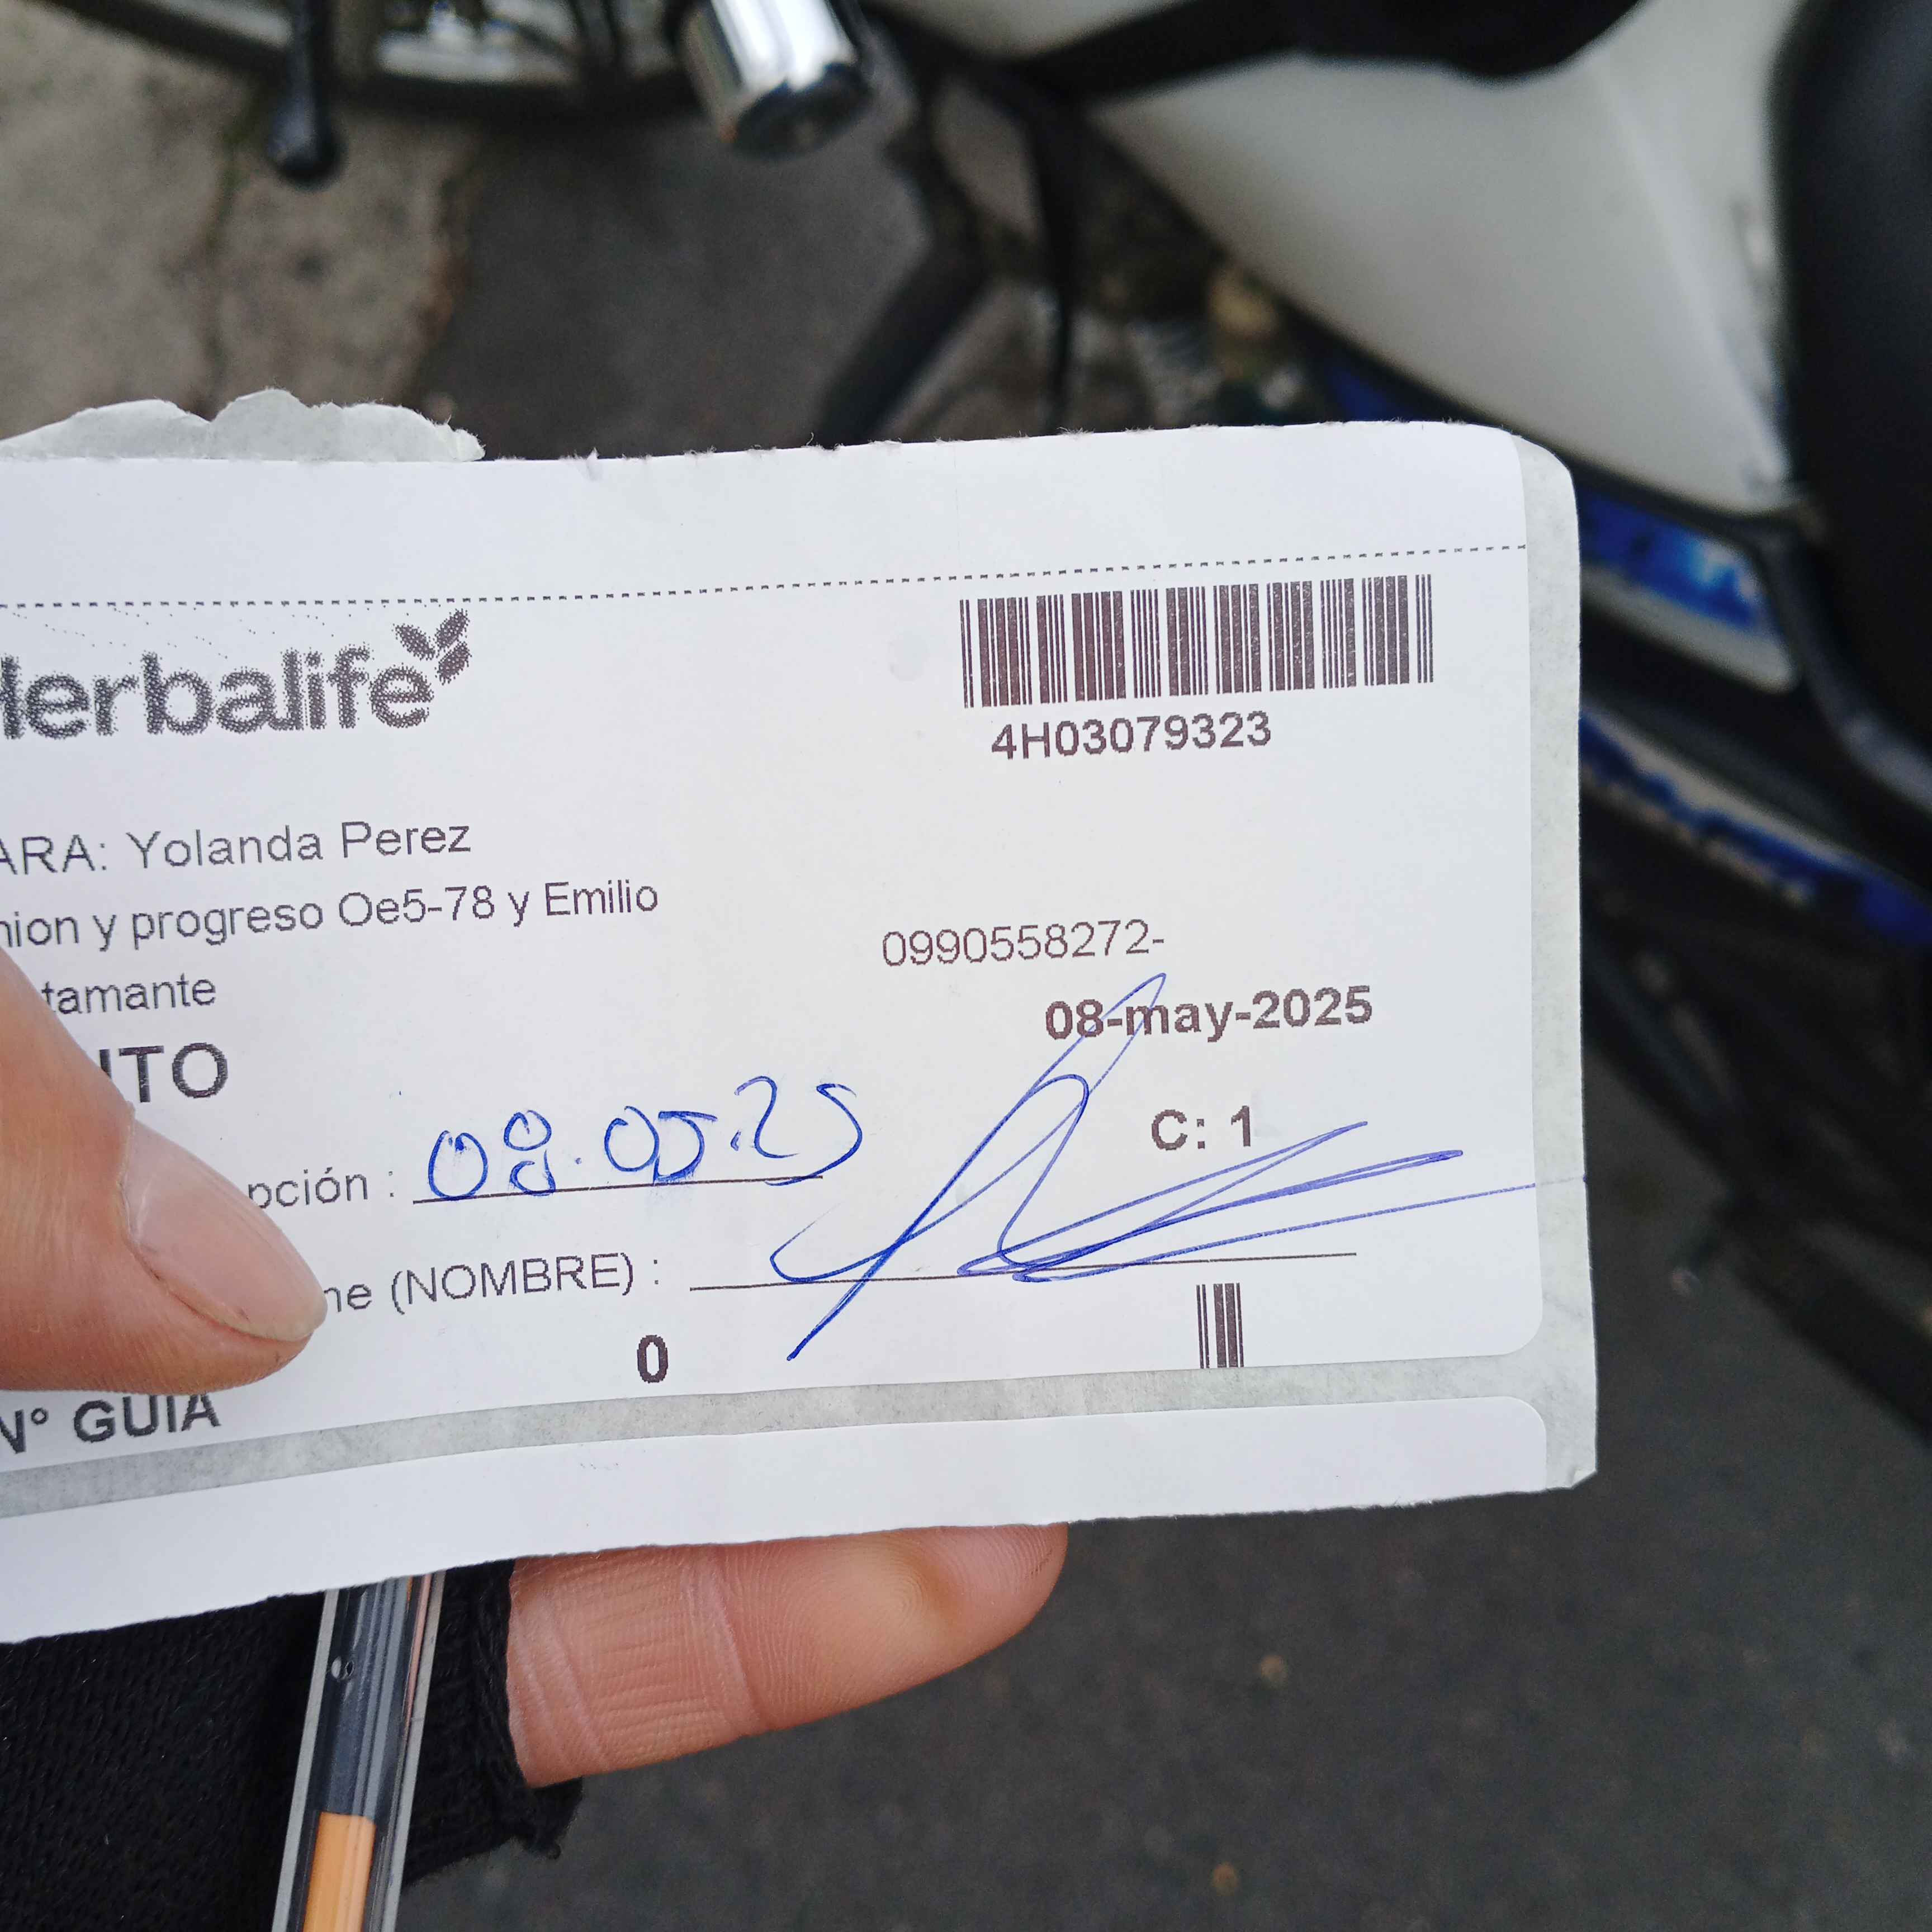 Herbalife
4H03079323
ARA: Yolanda Perez
nion y progreso Oe5-78 y Emilio
0990558272-
tamante
08-may-2025
ITO
C: 1
pción : 08.05.25
ne (NOMBRE) :
0
N° GUIA